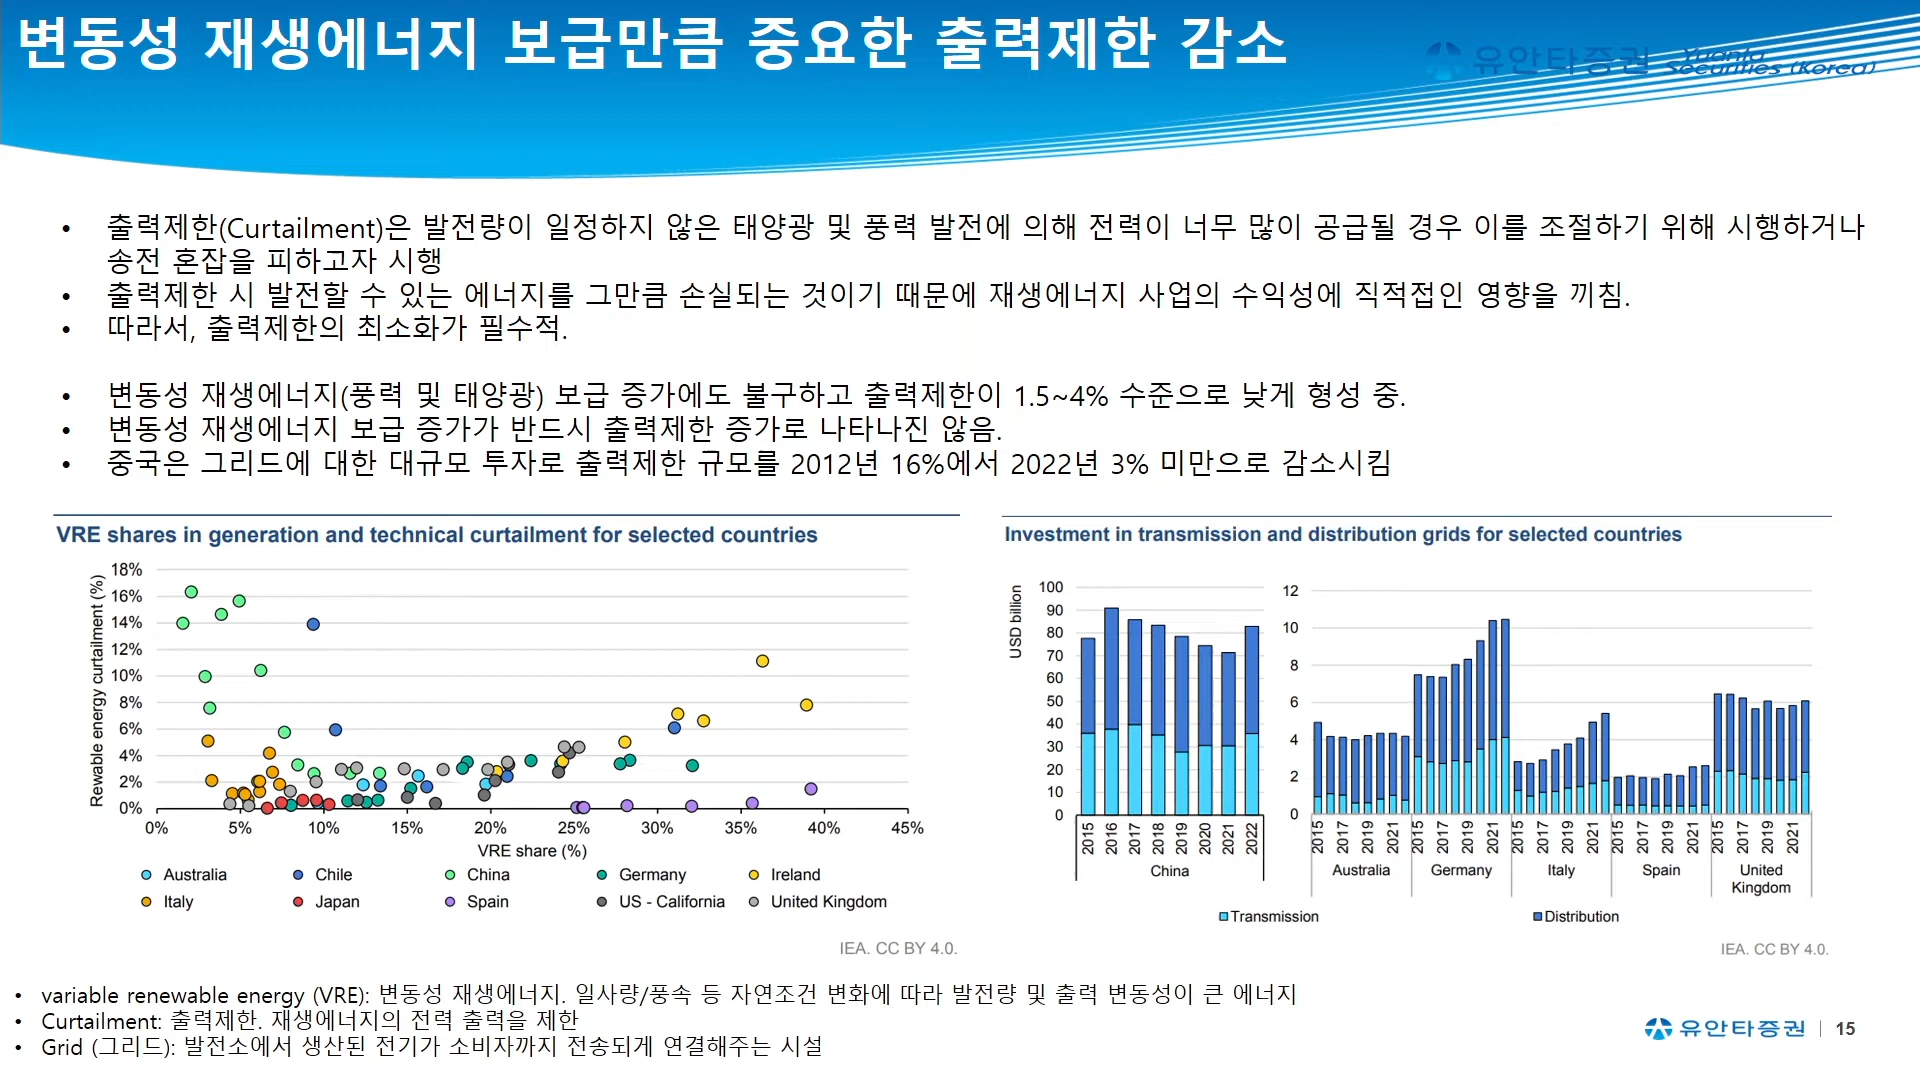 변동성 재생에너지 보급만큼 중요한 출력제한 감소
유안타증권 Yuanta Securities (Korea)
• 출력제한(Curtailment)은 발전량이 일정하지 않은 태양광 및 풍력 발전에 의해 전력이 너무 많이 공급될 경우 이를 조절하기 위해 시행하거나
송전 혼잡을 피하고자 시행
• 출력제한 시 발전할 수 있는 에너지를 그만큼 손실되는 것이기 때문에 재생에너지 사업의 수익성에 직적접인 영향을 끼침.
• 따라서, 출력제한의 최소화가 필수적.
• 변동성 재생에너지(풍력 및 태양광) 보급 증가에도 불구하고 출력제한이 1.5~4% 수준으로 낮게 형성 중.
• 변동성 재생에너지 보급 증가가 반드시 출력제한 증가로 나타나진 않음.
• 중국은 그리드에 대한 대규모 투자로 출력제한 규모를 2012년 16%에서 2022년 3% 미만으로 감소시킴
VRE shares in generation and technical curtailment for selected countries
Rewable energy curtailment (%)
18%
16%
14%
12%
10%
8%
6%
4%
2%
0%
0% 5% 10% 15% 20% 25% 30% 35% 40% 45%
VRE share (%)
Australia Chile China Germany Ireland
Italy Japan Spain US - California United Kingdom
IEA. CC BY 4.0.
Investment in transmission and distribution grids for selected countries
USD billion
100
90
80
70
60
50
40
30
20
10
0
2015 2016 2017 2018 2019 2020 2021 2022
China
12
10
8
6
4
2
0
2015 2017 2019 2021 2015 2017 2019 2021 2015 2017 2019 2021 2015 2017 2019 2021 2015 2017 2019 2021
Australia Germany Italy Spain United
Kingdom
Transmission Distribution
IEA. CC BY 4.0.
• variable renewable energy (VRE): 변동성 재생에너지. 일사량/풍속 등 자연조건 변화에 따라 발전량 및 출력 변동성이 큰 에너지
• Curtailment: 출력제한. 재생에너지의 전력 출력을 제한
• Grid (그리드): 발전소에서 생산된 전기가 소비자까지 전송되게 연결해주는 시설
유안타증권 | 15